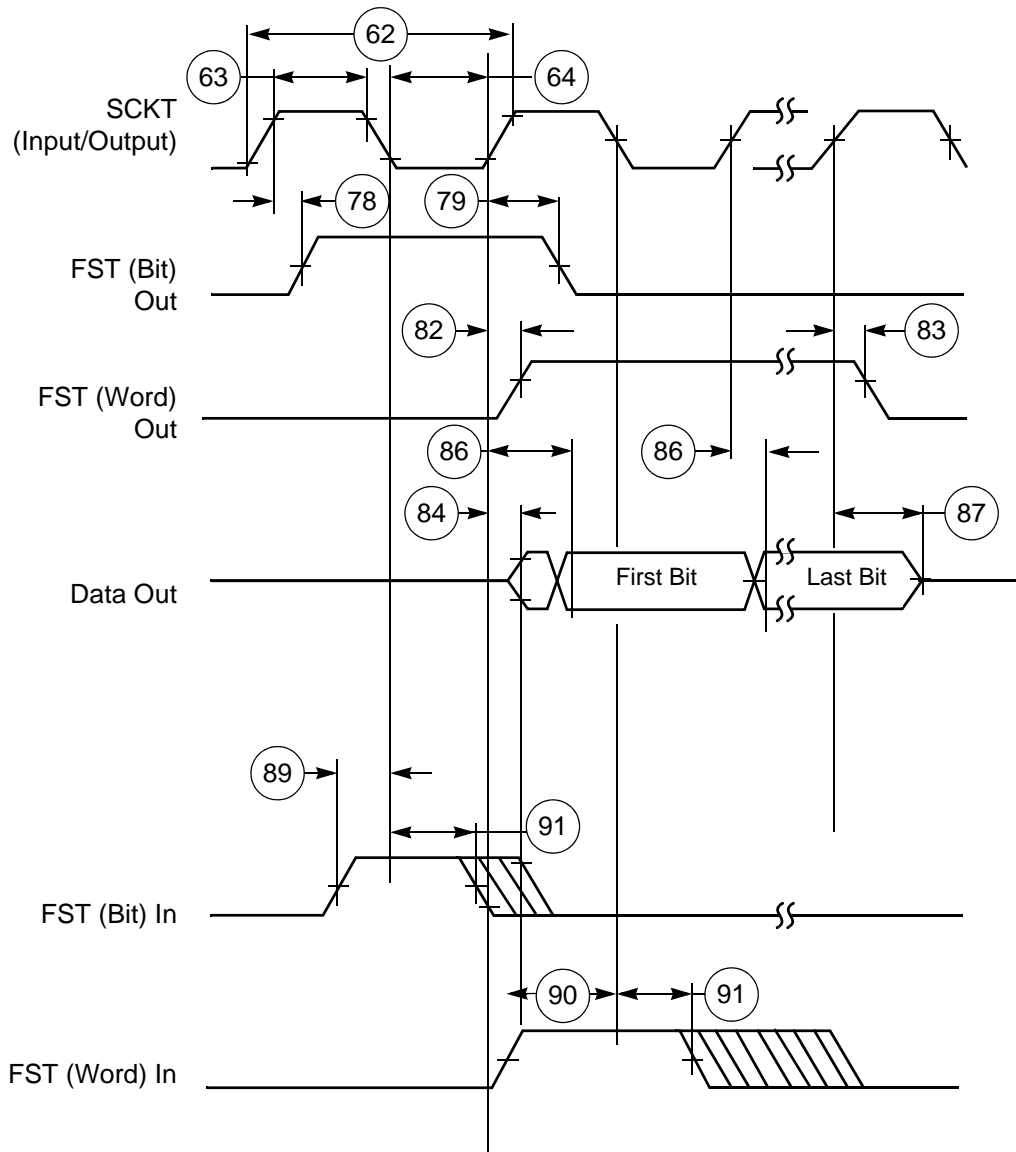 62
63
64
SCKT
(Input/Output)
78
79
FST (Bit)
Out
82
83
FST (Word)
Out
86
86
84
87
First Bit
Last Bit
Data Out
89
91
FST (Bit) In
90
91
FST (Word) In